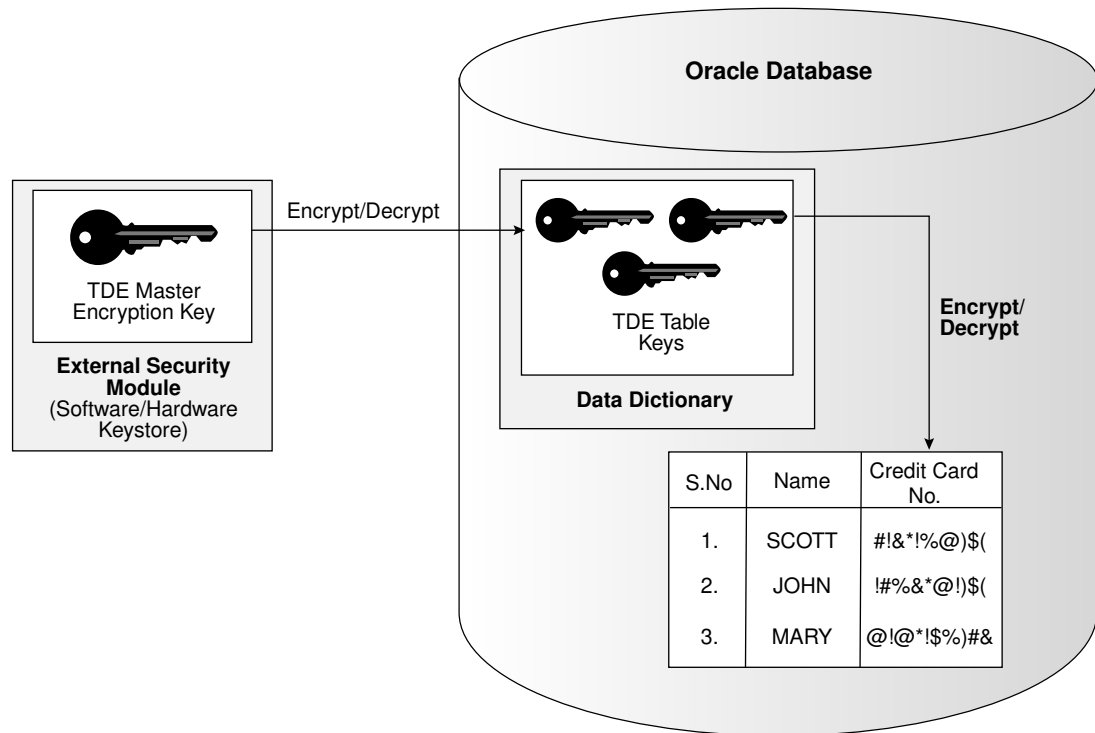 Oracle Database
Encrypt/Decrypt
TDE Master
Encryption Key
External Security
Module
(Software/Hardware
Keystore)
TDE Table
Keys
Data Dictionary
Encrypt/
Decrypt
S.No Name Credit Card
No.
1. SCOTT #!&*!%@)$(
2. JOHN !#%&*@!)$(
3. MARY @!@*!$%)#&